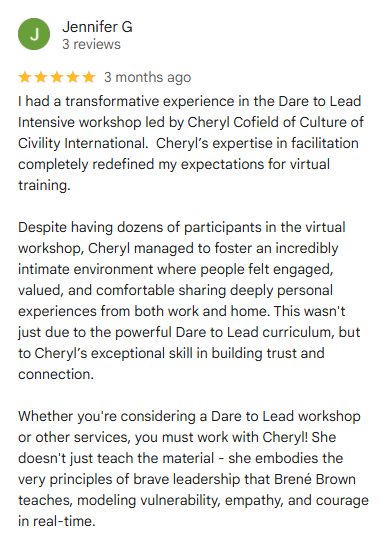 J
Jennifer G
3 reviews
3 months ago
I had a transformative experience in the Dare to Lead
Intensive workshop led by Cheryl Cofield of Culture of
Civility International.  Cheryl’s expertise in facilitation
completely redefined my expectations for virtual
training.
Despite having dozens of participants in the virtual
workshop, Cheryl managed to foster an incredibly
intimate environment where people felt engaged,
valued, and comfortable sharing deeply personal
experiences from both work and home. This wasn't
just due to the powerful Dare to Lead curriculum, but
to Cheryl’s exceptional skill in building trust and
connection.
Whether you're considering a Dare to Lead workshop
or other services, you must work with Cheryl! She
doesn't just teach the material - she embodies the
very principles of brave leadership that Brené Brown
teaches, modeling vulnerability, empathy, and courage
in real-time.